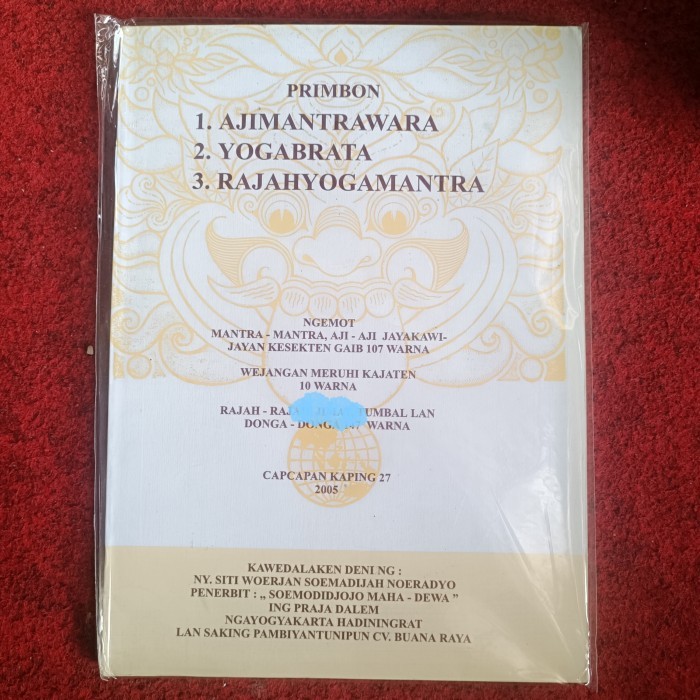 PRIMBON
1. AJIMANTRAWARA
2. YOGABRATA
3. RAJAHYOGAMANTRA
NGEMOT
MANTRA - MANTRA, AJI - AJI JAYAKAWI-
JAYAN KESEKTEN GAIB 107 WARNA
WEJANGAN MERUHI KAJATEN
10 WARNA
RAJAH - TUMBAL LAN
DONGA - DONGA WARNA
CAPCAPAN KAPING 27
2005
KAWEDALAKEN DENI NG :
NY. SITI WOERJAN SOEMADIJAH NOERADYO
PENERBIT : „ SOEMODIDJOJO MAHA - DEWA ”
ING PRAJA DALEM
NGAYOGYAKARTA HADININGRAT
LAN SAKING PAMBIYANTUNIPUN CV. BUANA RAYA